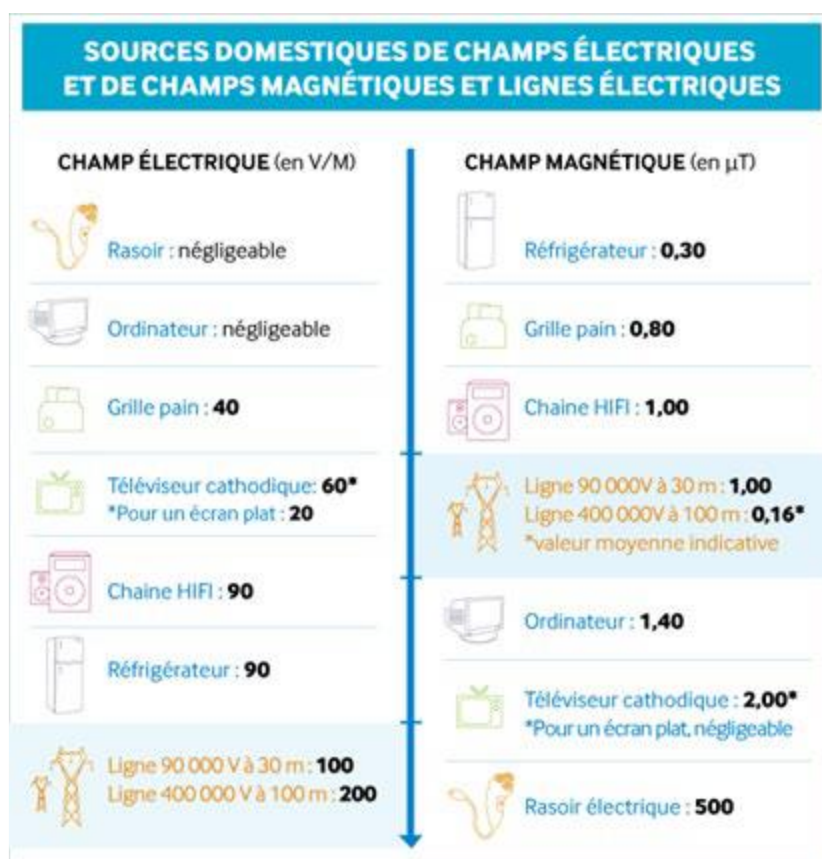 SOURCES DOMESTIQUES DE CHAMPS ÉLECTRIQUES
ET DE CHAMPS MAGNÉTIQUES ET LIGNES ÉLECTRIQUES
CHAMP ÉLECTRIQUE (en V/M)
Rasoir : négligeable
Ordinateur : négligeable
Grille pain : 40
Téléviseur cathodique: 60*
*Pour un écran plat : 20
Chaine HIFI : 90
Réfrigérateur : 90
Ligne 90 000 V à 30 m : 100
Ligne 400 000 V à 100 m : 200
CHAMP MAGNÉTIQUE (en µT)
Réfrigérateur : 0,30
Grille pain : 0,80
Chaine HIFI : 1,00
Ligne 90 000V à 30 m : 1,00
Ligne 400 000V à 100 m : 0,16*
*valeur moyenne indicative
Ordinateur : 1,40
Téléviseur cathodique : 2,00*
*Pour un écran plat, négligeable
Rasoir électrique : 500